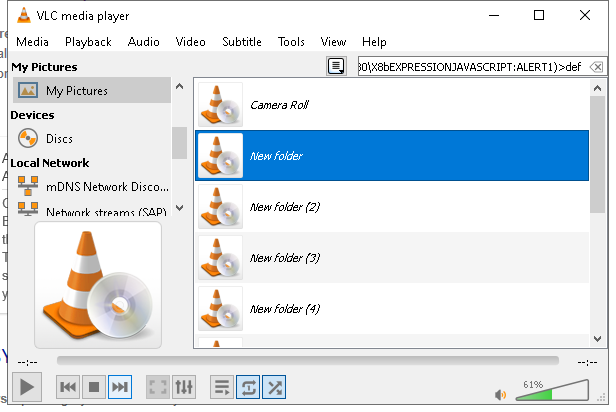 VLC media player
Media Playback Audio Video Subtitle Tools View Help
My Pictures
30\X8bEXPRESSIONJAVASCRIPT:ALERT1)>def
My Pictures
Devices
Discs
Local Network
mDNS Network Disco...
Network streams (SAP)
Camera Roll
New folder
New folder (2)
New folder (3)
New folder (4)
--:--
--:--
61%